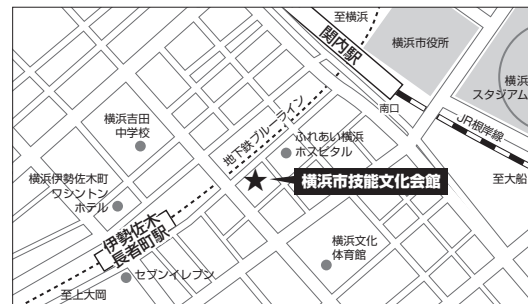 至横浜
関内駅
横浜市役所
横浜
スタジアム
南口
JR根岸線
至大船
横浜吉田
中学校
地下鉄ブルーライン
ふれあい横浜
ホスピタル
横浜市技能文化会館
横浜伊勢佐木町
ワシントン
ホテル
伊勢佐木
長者町駅
横浜文化
体育館
セブンイレブン
至上大岡